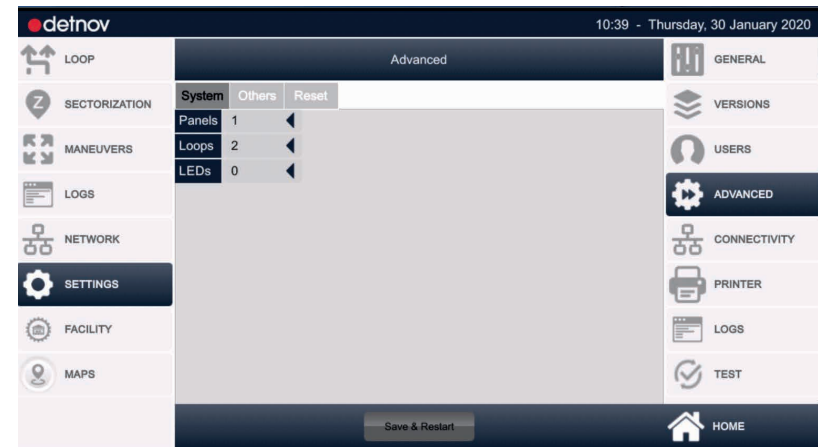 detnov
10:39 - Thursday, 30 January 2020
LOOP
SECTORIZATION
MANEUVERS
LOGS
NETWORK
SETTINGS
FACILITY
MAPS
Advanced
System Others Reset
Panels 1
Loops 2
LEDs 0
Save & Restart
GENERAL
VERSIONS
USERS
ADVANCED
CONNECTIVITY
PRINTER
LOGS
TEST
HOME